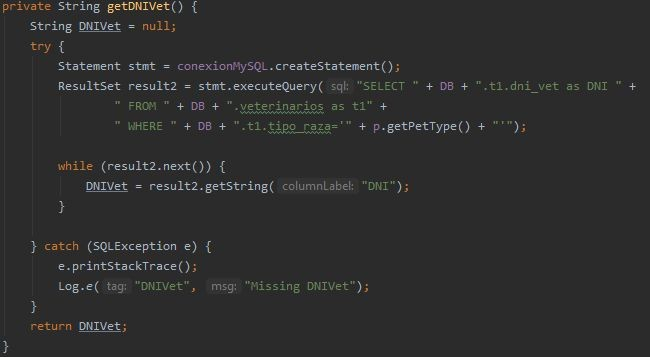 private String getDNIVet() {
    String DNIVet = null;
    try {
        Statement stmt = conexionMySQL.createStatement();
        ResultSet result2 = stmt.executeQuery( sql: "SELECT " + DB + ".t1.dni_vet as DNI " +
                " FROM " + DB + ".veterinarios as t1" +
                " WHERE " + DB + ".t1.tipo_raza='" + p.getPetType() + "'");
        while (result2.next()) {
            DNIVet = result2.getString( columnLabel: "DNI");
        }
    } catch (SQLException e) {
        e.printStackTrace();
        Log.e( tag: "DNIVet", msg: "Missing DNIVet");
    }
    return DNIVet;
}